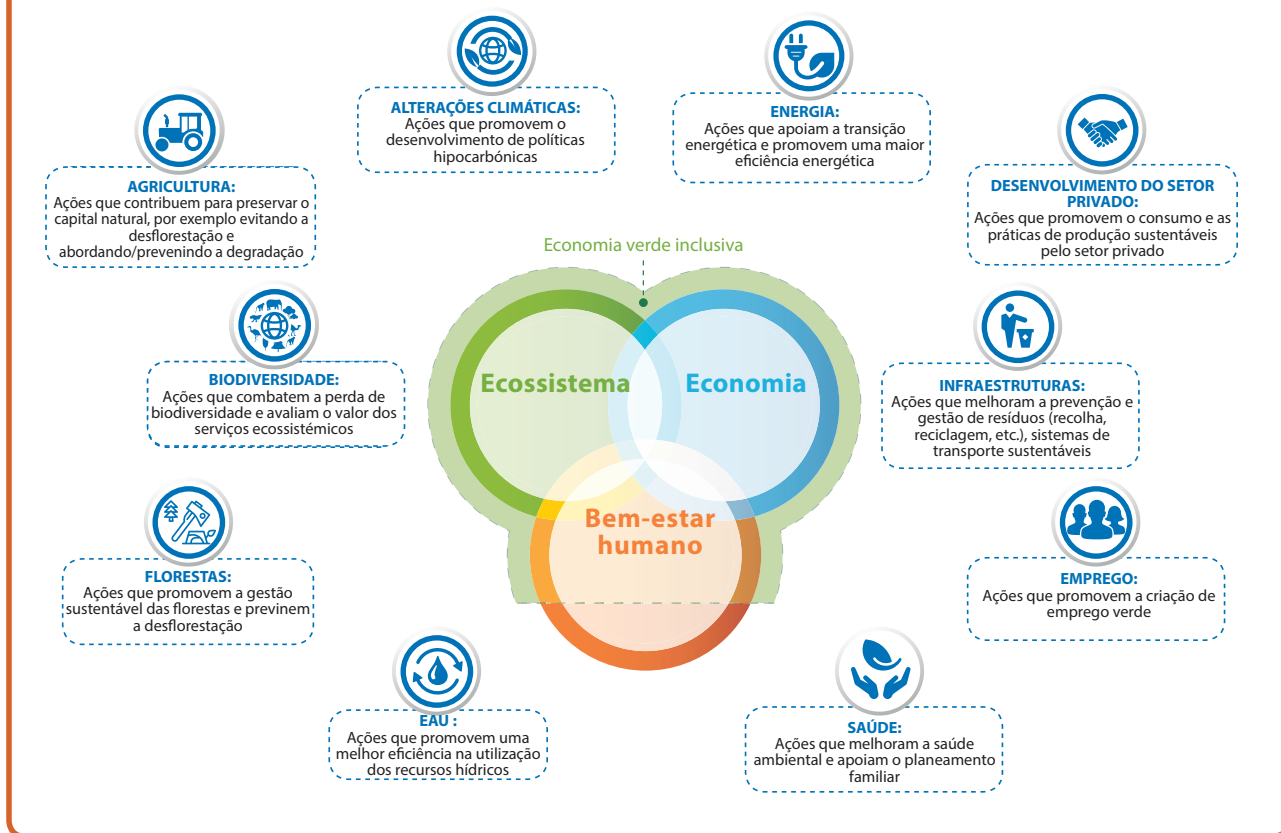 ALTERAÇÕES CLIMÁTICAS:
Ações que promovem o
desenvolvimento de políticas
hipocarbónicas
ENERGIA:
Ações que apoiam a transição
energética e promovem uma maior
eficiência energética
AGRICULTURA:
Ações que contribuem para preservar o
capital natural, por exemplo evitando a
desflorestação e
abordando/prevenindo a degradação
DESENVOLVIMENTO DO SETOR
PRIVADO:
Ações que promovem o consumo e as
práticas de produção sustentáveis
pelo setor privado
Economia verde inclusiva
BIODIVERSIDADE:
Ações que combatem a perda de
biodiversidade e avaliam o valor dos
serviços ecossistémicos
Ecossistema
Economia
Bem-estar
humano
INFRAESTRUTURAS:
Ações que melhoram a prevenção e
gestão de resíduos (recolha,
reciclagem, etc.), sistemas de
transporte sustentáveis
FLORESTAS:
Ações que promovem a gestão
sustentável das florestas e previnem
a desflorestação
EMPREGO:
Ações que promovem a criação de
emprego verde
EAU :
Ações que promovem uma
melhor eficiência na utilização
dos recursos hídricos
SAÚDE:
Ações que melhoram a saúde
ambiental e apoiam o planeamento
familiar